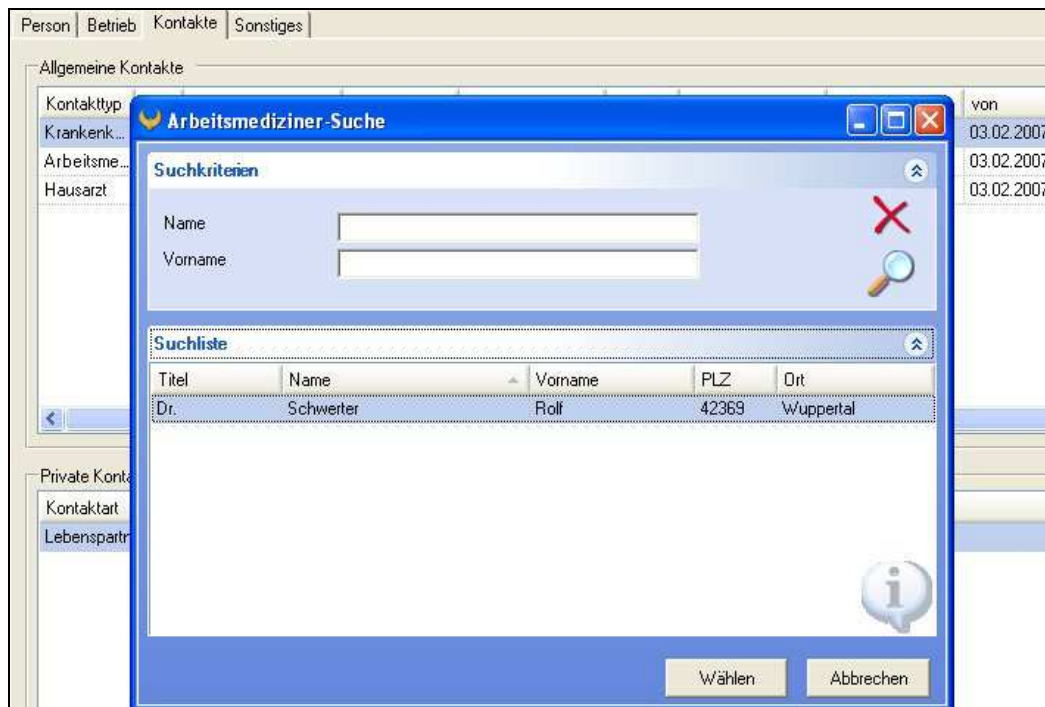 Person Betrieb Kontakte Sonstiges
Allgemeine Kontakte
Kontakttyp von
Krankenk... 03.02.2007
Arbeitsme... 03.02.2007
Hausarzt 03.02.2007
Arbeitsmediziner-Suche
Suchkriterien
Name
Vorname
Suchliste
Titel Name Vorname PLZ Ort
Dr. Schwerter Rolf 42369 Wuppertal
Wählen Abbrechen
Private Konta
Kontaktart
Lebenspartn